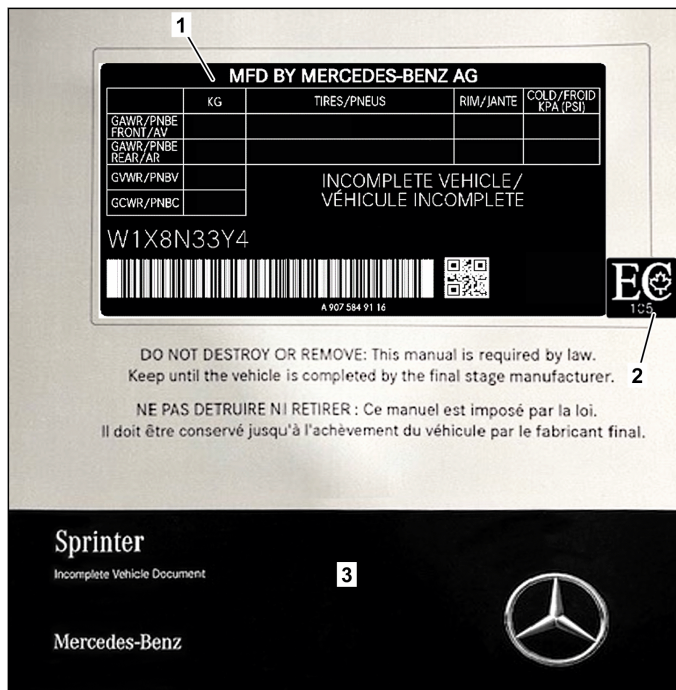 1
MFD BY MERCEDES-BENZ AG
KG TIRES/PNEUS RIM/JANTE COLD/FROID
KPA (PSI)
GAWR/PNBE
FRONT/AV
GAWR/PNBE
REAR/AR
GVWR/PNBV
GCWR/PNBC
INCOMPLETE VEHICLE/
VÉHICULE INCOMPLETE
W1X8N33Y4
A 907 584 91 16
EC
105
2
DO NOT DESTROY OR REMOVE: This manual is required by law.
Keep until the vehicle is completed by the final stage manufacturer.
NE PAS DETRUIRE NI RETIRER : Ce manuel est imposé par la loi.
Il doit être conservé jusqu'à l'achèvement du véhicule par le fabricant final.
Sprinter
Incomplete Vehicle Document
3
Mercedes-Benz